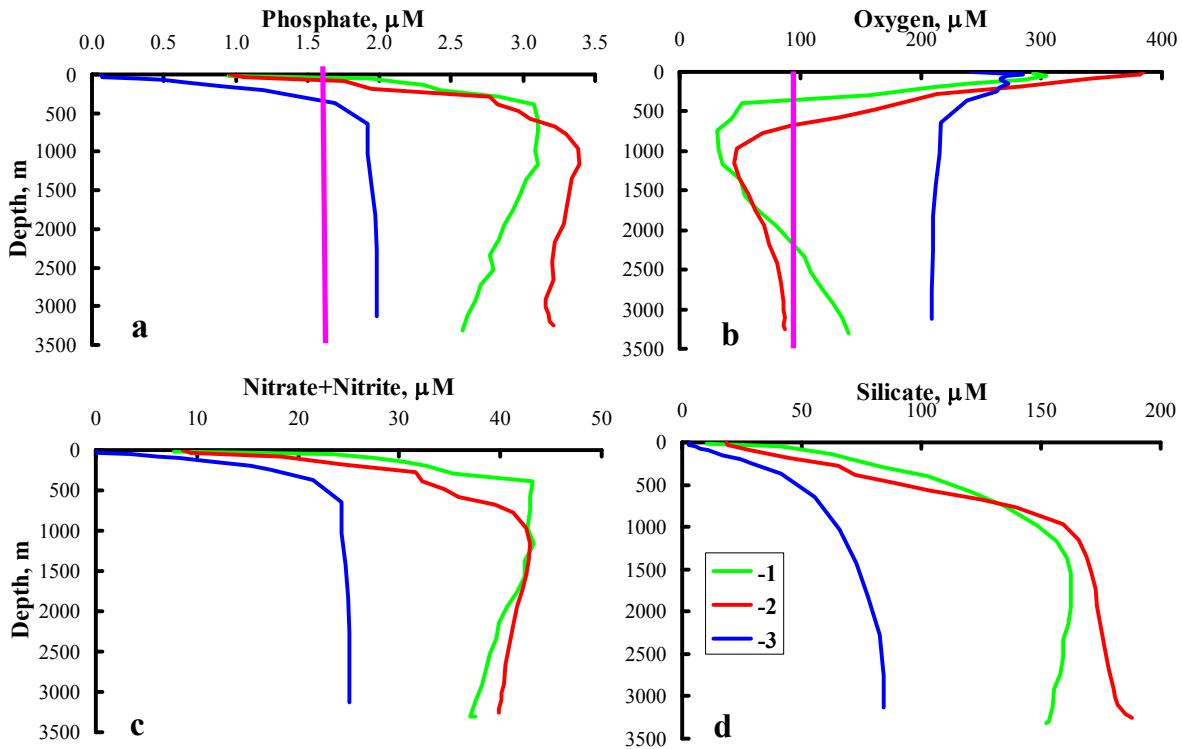 Phosphate, μM
0.0 0.5 1.0 1.5 2.0 2.5 3.0 3.5
0
500
1000
1500
2000
2500
3000
3500
Depth, m
a
Oxygen, μM
0 100 200 300 400
0
500
1000
1500
2000
2500
3000
3500
b
Nitrate+Nitrite, μM
0 10 20 30 40 50
0
500
1000
1500
2000
2500
3000
3500
Depth, m
c
Silicate, μM
0 50 100 150 200
0
500
1000
1500
2000
2500
3000
3500
-1
-2
-3
d